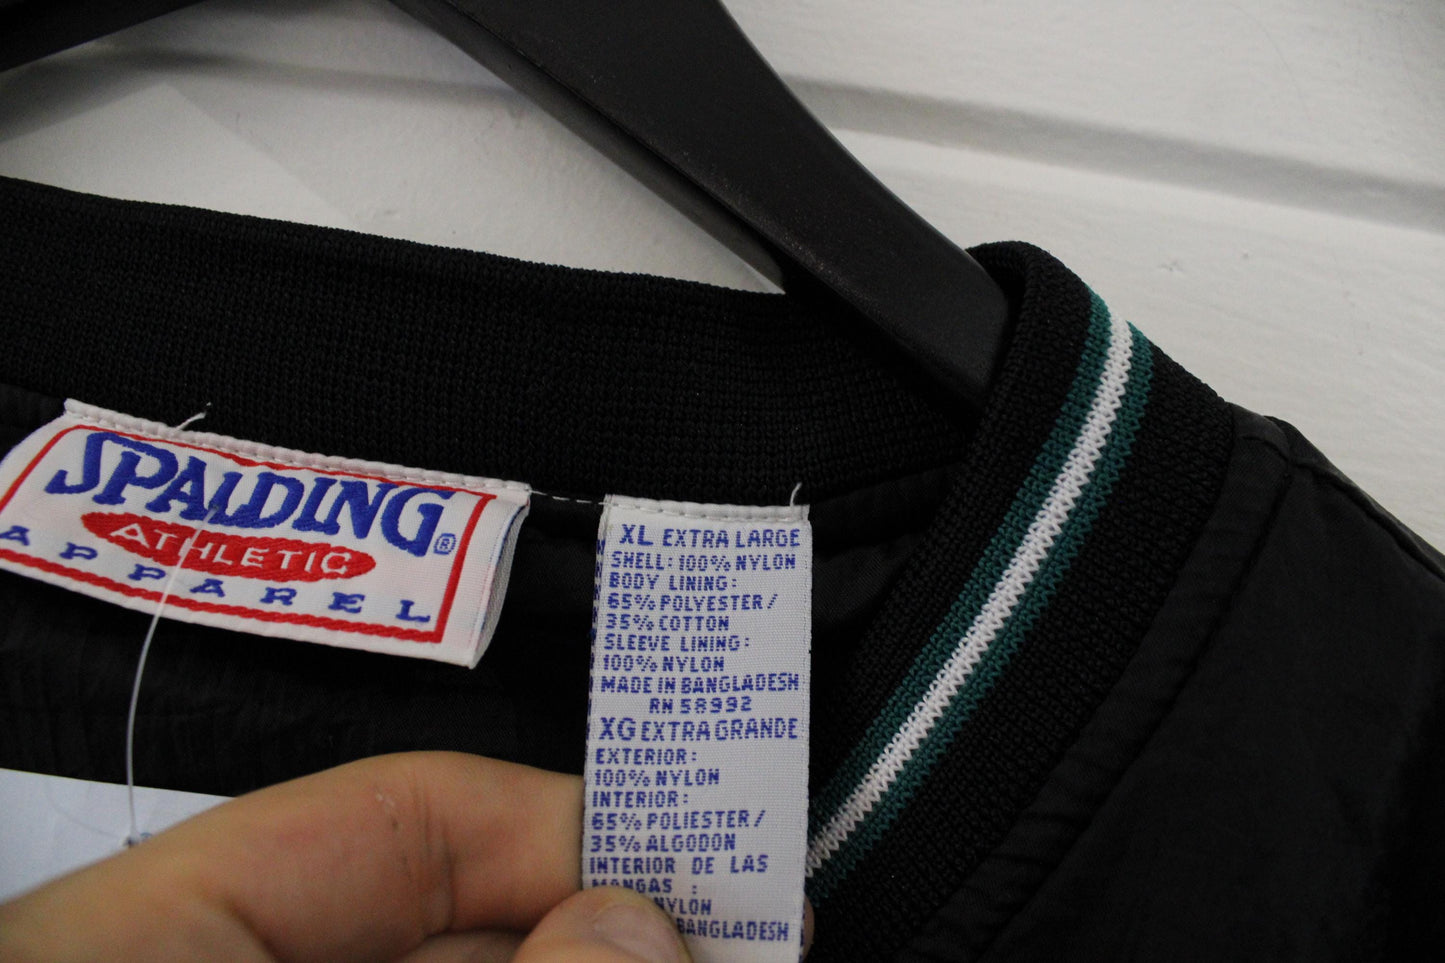 SPALDING®
ATHLETIC
APPAREL
XL EXTRA LARGE
SHELL: 100% NYLON
BODY LINING:
65% POLYESTER/
35% COTTON
SLEEVE LINING:
100% NYLON
MADE IN BANGLADESH
RN 58992
XG EXTRA GRANDE
EXTERIOR:
100% NYLON
INTERIOR:
65% POLIESTER/
35% ALGODON
INTERIOR DE LAS
MANGAS :
NYLON
BANGLADESH